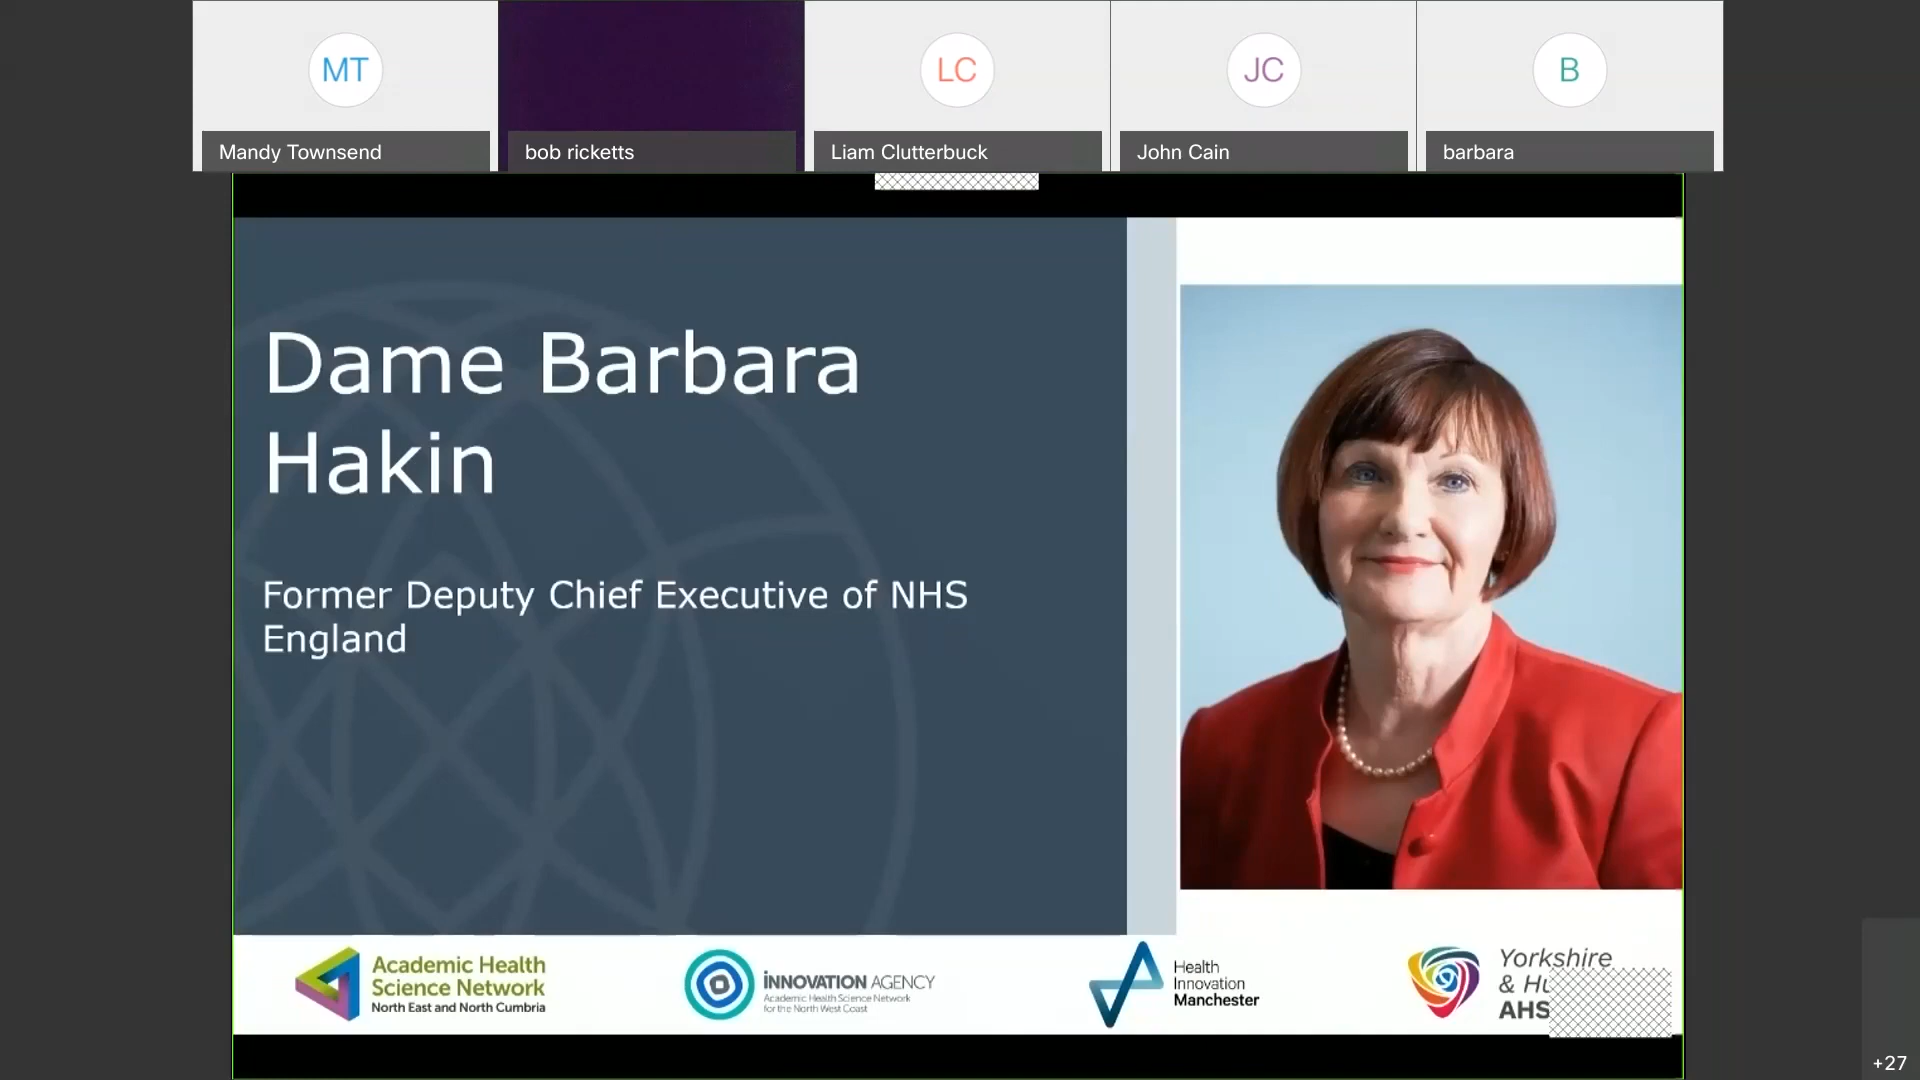 MT
LC
JC
B
Mandy Townsend
bob ricketts
Liam Clutterbuck
John Cain
barbara
Dame Barbara
Hakin
Former Deputy Chief Executive of NHS
England
Academic Health
Science Network
North East and North Cumbria
iNNOVATION AGENCY
Academic Health Science Network
for the North West Coast
Health
Innovation
Manchester
Yorkshire
&
AHS
+27